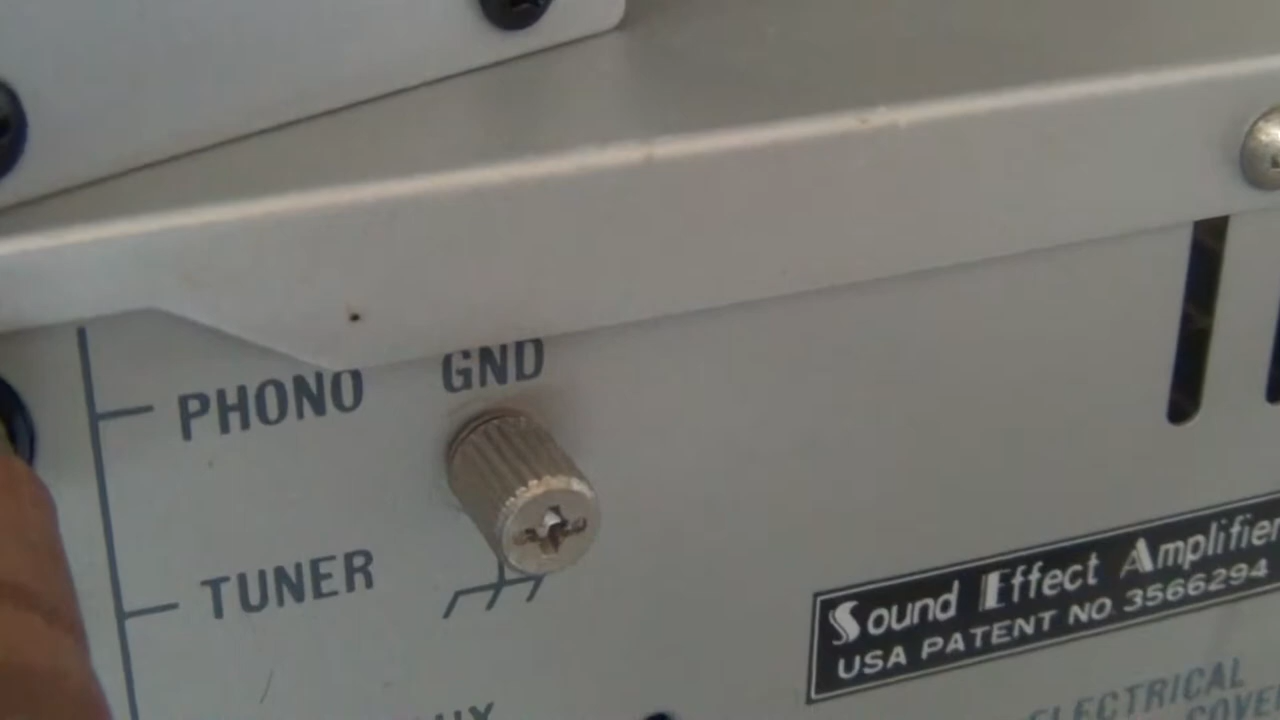 PHONO
GND
TUNER
Sound Effect Amplifier
USA PATENT NO 3566294
ELECTRICAL